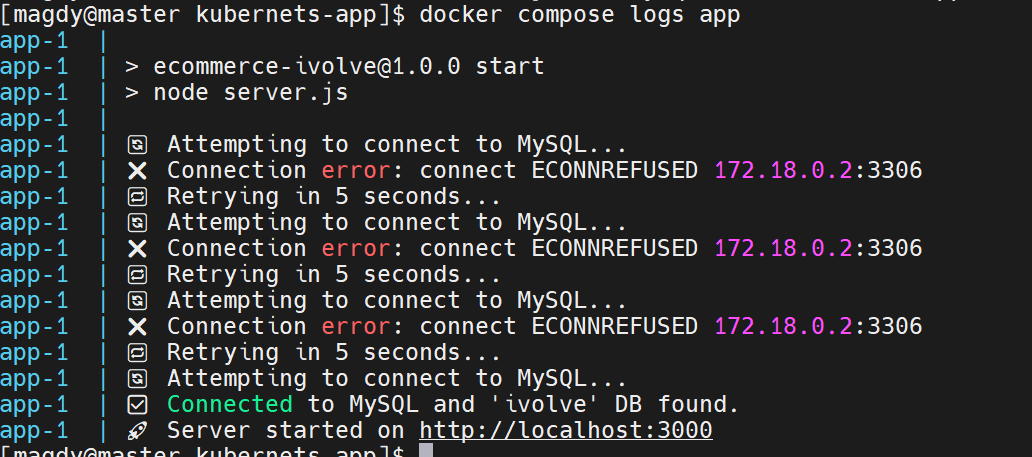 [magdy@master kubernets-app]$ docker compose logs app
app-1  |
app-1  | > ecommerce-ivolve@1.0.0 start
app-1  | > node server.js
app-1  |
app-1  | 🔄 Attempting to connect to MySQL...
app-1  | ❌ Connection error: connect ECONNREFUSED 172.18.0.2:3306
app-1  | 🔁 Retrying in 5 seconds...
app-1  | 🔄 Attempting to connect to MySQL...
app-1  | ❌ Connection error: connect ECONNREFUSED 172.18.0.2:3306
app-1  | 🔁 Retrying in 5 seconds...
app-1  | 🔄 Attempting to connect to MySQL...
app-1  | ❌ Connection error: connect ECONNREFUSED 172.18.0.2:3306
app-1  | 🔁 Retrying in 5 seconds...
app-1  | 🔄 Attempting to connect to MySQL...
app-1  | ✅ Connected to MySQL and 'ivolve' DB found.
app-1  | 🚀 Server started on http://localhost:3000
[magdy@master kubernets-app]$